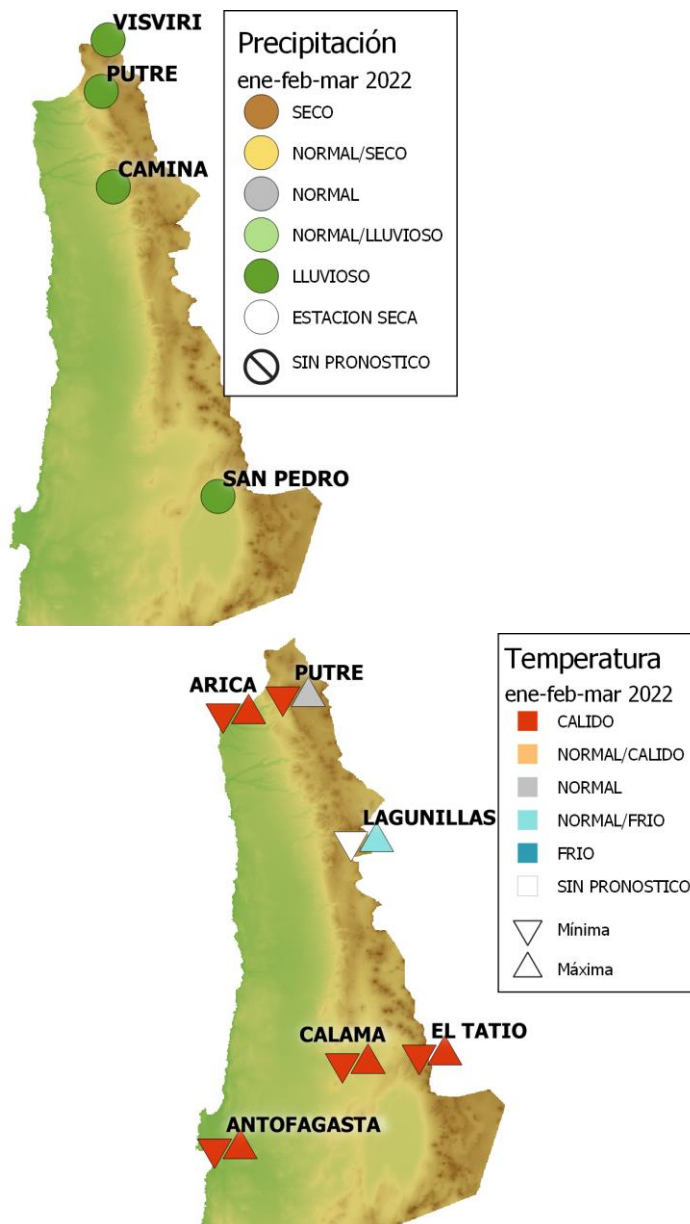 VISVIRI
PUTRE
CAMINA
SAN PEDRO
Precipitación
ene-feb-mar 2022
SECO
NORMAL/SECO
NORMAL
NORMAL/LLUVIOSO
LLUVIOSO
ESTACION SECA
SIN PRONOSTICO
ARICA
PUTRE
LAGUNILLAS
CALAMA
EL TATIO
ANTOFAGASTA
Temperatura
ene-feb-mar 2022
CALIDO
NORMAL/CALIDO
NORMAL
NORMAL/FRIO
FRIO
SIN PRONOSTICO
Mínima
Máxima